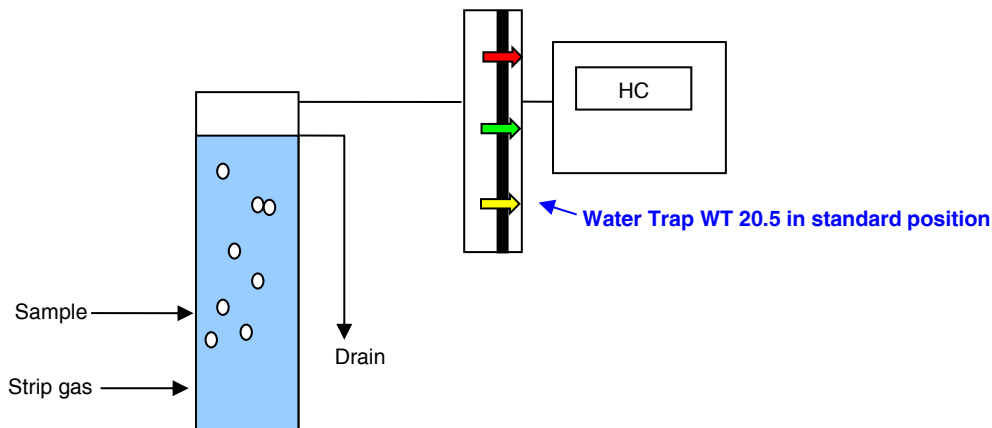 HC
Water Trap WT 20.5 in standard position
Sample
Drain
Strip gas